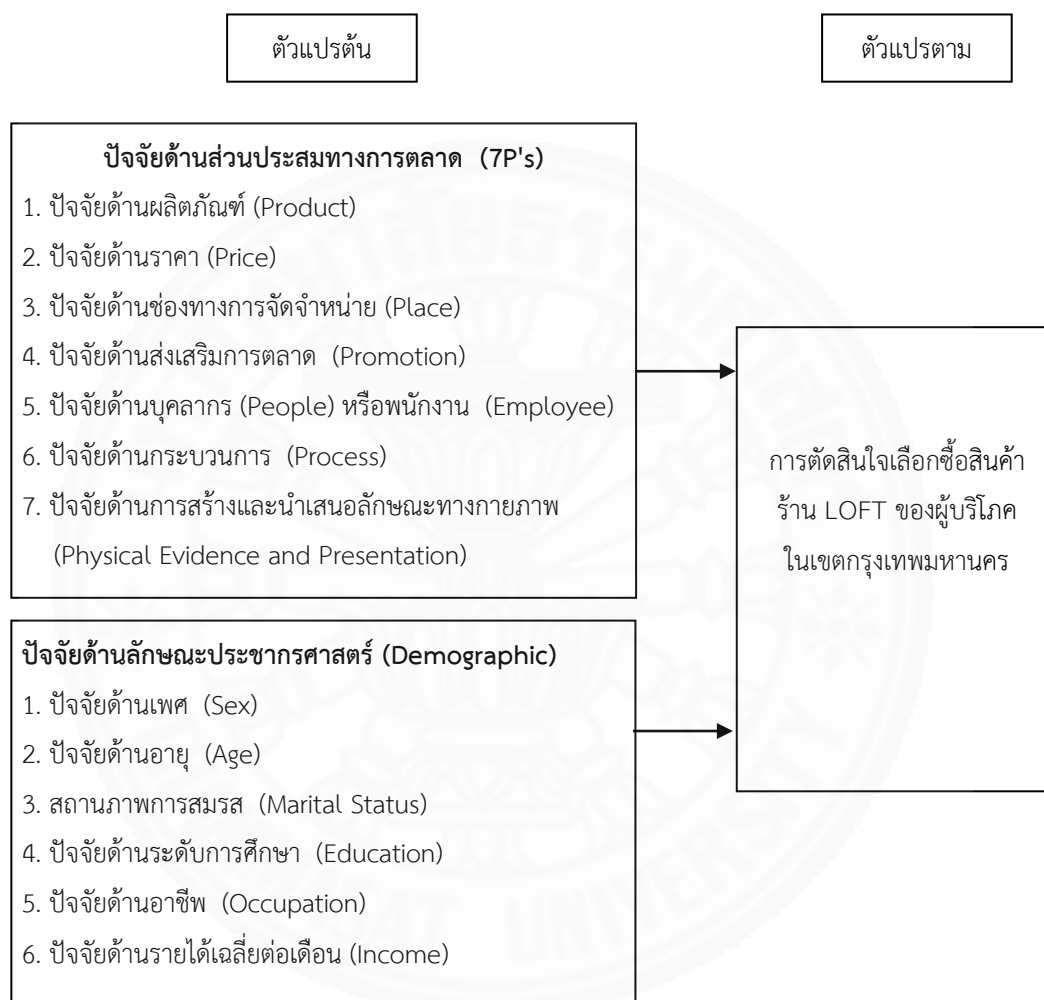 ตัวแปรต้น
ตัวแปรตาม
ปัจจัยด้านส่วนประสมทางการตลาด (7P's)
1. ปัจจัยด้านผลิตภัณฑ์ (Product)
2. ปัจจัยด้านราคา (Price)
3. ปัจจัยด้านช่องทางการจัดจำหน่าย (Place)
4. ปัจจัยด้านส่งเสริมการตลาด (Promotion)
5. ปัจจัยด้านบุคลากร (People) หรือพนักงาน (Employee)
6. ปัจจัยด้านกระบวนการ (Process)
7. ปัจจัยด้านการสร้างและนำเสนอลักษณะทางกายภาพ
(Physical Evidence and Presentation)
การตัดสินใจเลือกซื้อสินค้า
ร้าน LOFT ของผู้บริโภค
ในเขตกรุงเทพมหานคร
ปัจจัยด้านลักษณะประชากรศาสตร์ (Demographic)
1. ปัจจัยด้านเพศ (Sex)
2. ปัจจัยด้านอายุ (Age)
3. สถานภาพการสมรส (Marital Status)
4. ปัจจัยด้านระดับการศึกษา (Education)
5. ปัจจัยด้านอาชีพ (Occupation)
6. ปัจจัยด้านรายได้เฉลี่ยต่อเดือน (Income)